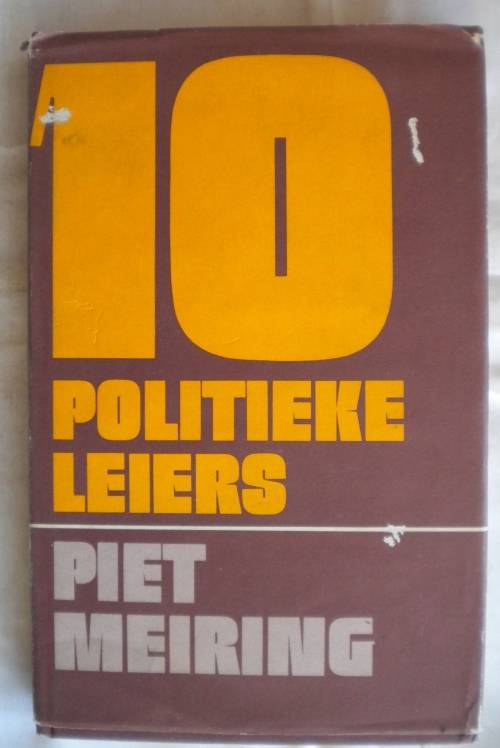 10
POLITIEKE
LEIERS
PIET
MEIRING